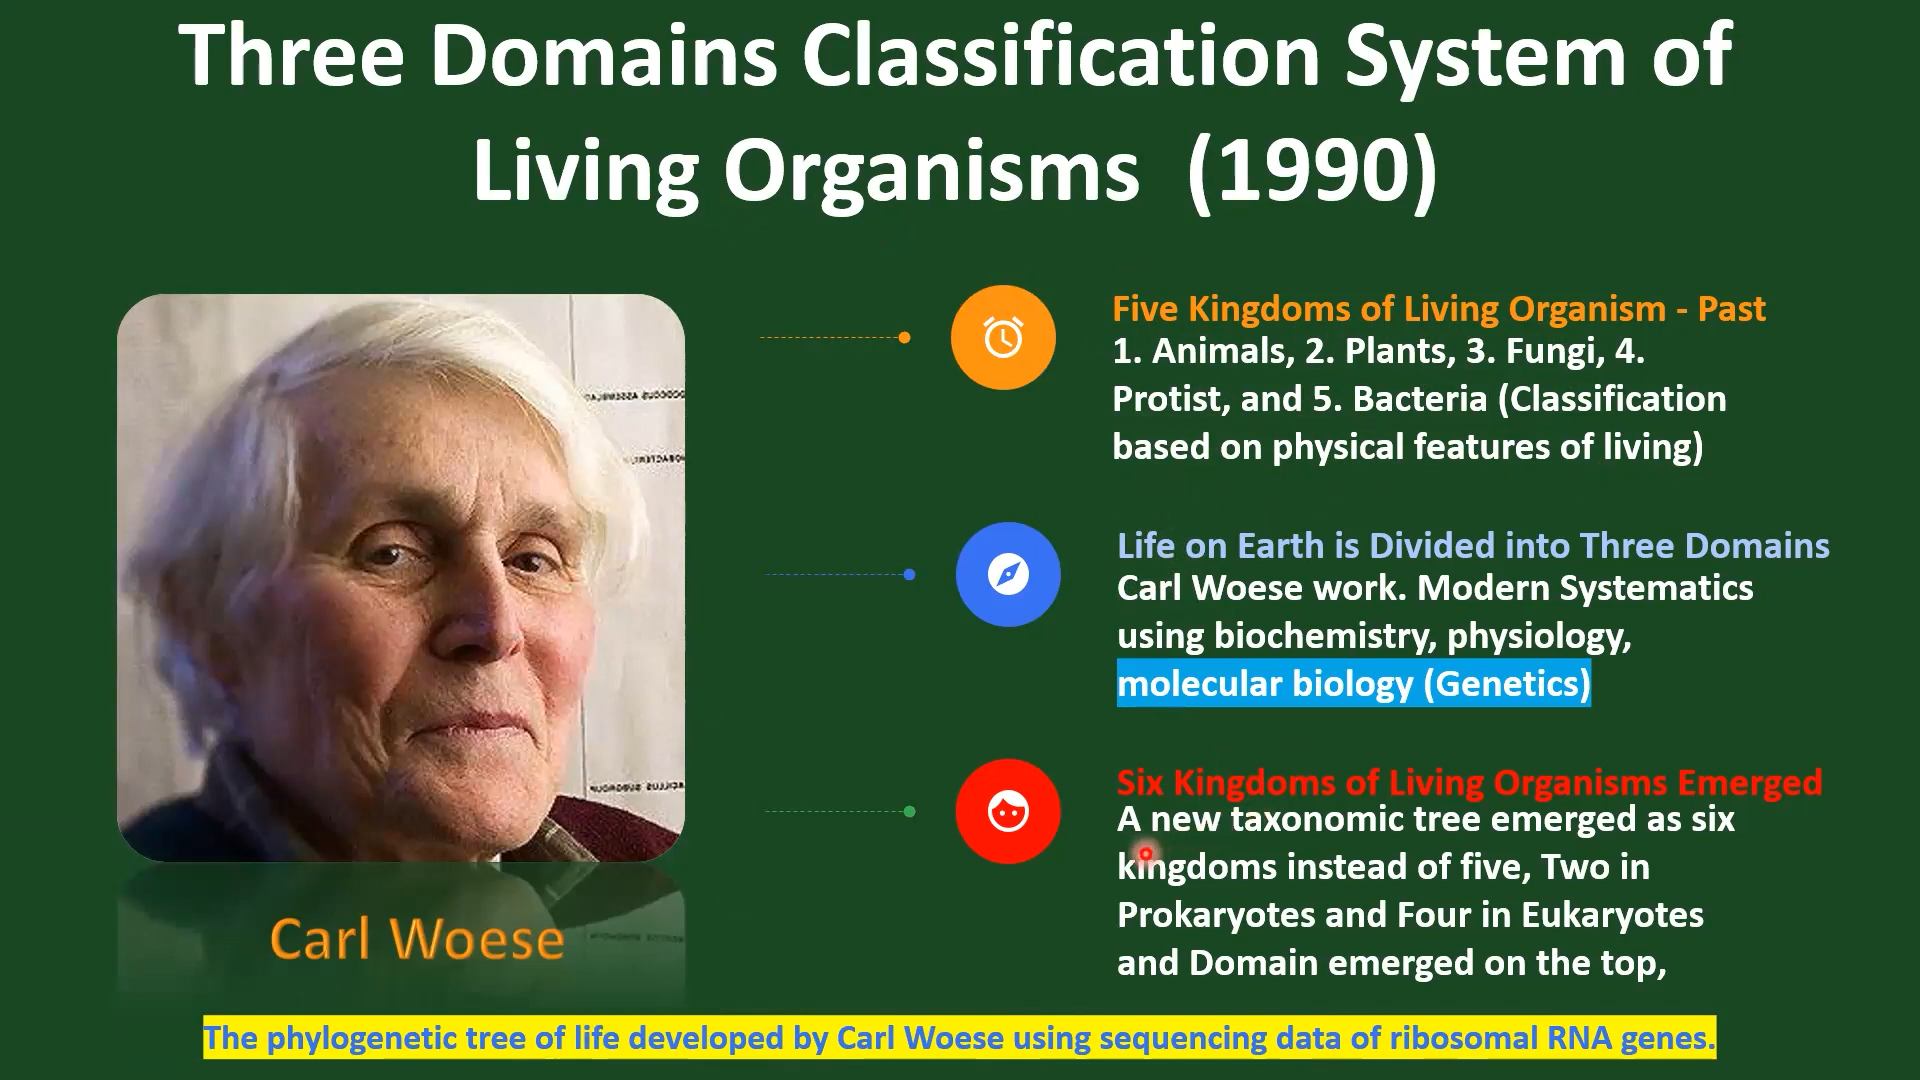 Three Domains Classification System of
Living Organisms (1990)
Five Kingdoms of Living Organism - Past
1. Animals, 2. Plants, 3. Fungi, 4.
Protist, and 5. Bacteria (Classification
based on physical features of living)
Life on Earth is Divided into Three Domains
Carl Woese work. Modern Systematics
using biochemistry, physiology,
molecular biology (Genetics)
Six Kingdoms of Living Organisms Emerged
A new taxonomic tree emerged as six
kingdoms instead of five, Two in
Prokaryotes and Four in Eukaryotes
and Domain emerged on the top,
Carl Woese
The phylogenetic tree of life developed by Carl Woese using sequencing data of ribosomal RNA genes.